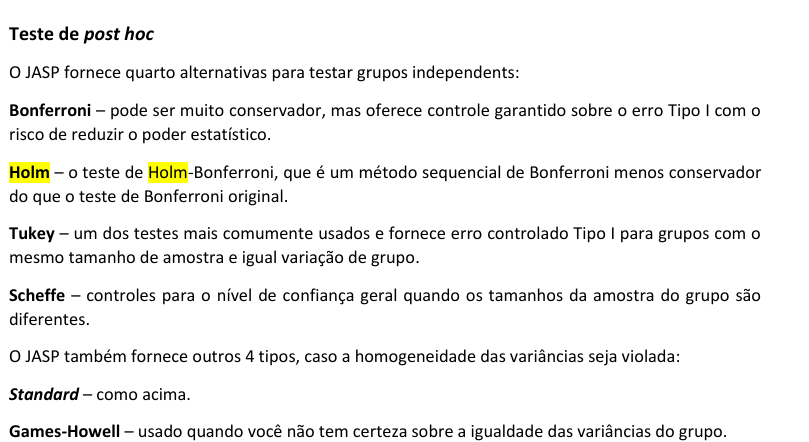 Teste de post hoc
O JASP fornece quarto alternativas para testar grupos independents:
Bonferroni – pode ser muito conservador, mas oferece controle garantido sobre o erro Tipo I com o
risco de reduzir o poder estatístico.
Holm – o teste de Holm-Bonferroni, que é um método sequencial de Bonferroni menos conservador
do que o teste de Bonferroni original.
Tukey – um dos testes mais comumente usados e fornece erro controlado Tipo I para grupos com o
mesmo tamanho de amostra e igual variação de grupo.
Scheffe – controles para o nível de confiança geral quando os tamanhos da amostra do grupo são
diferentes.
O JASP também fornece outros 4 tipos, caso a homogeneidade das variâncias seja violada:
Standard – como acima.
Games-Howell – usado quando você não tem certeza sobre a igualdade das variâncias do grupo.